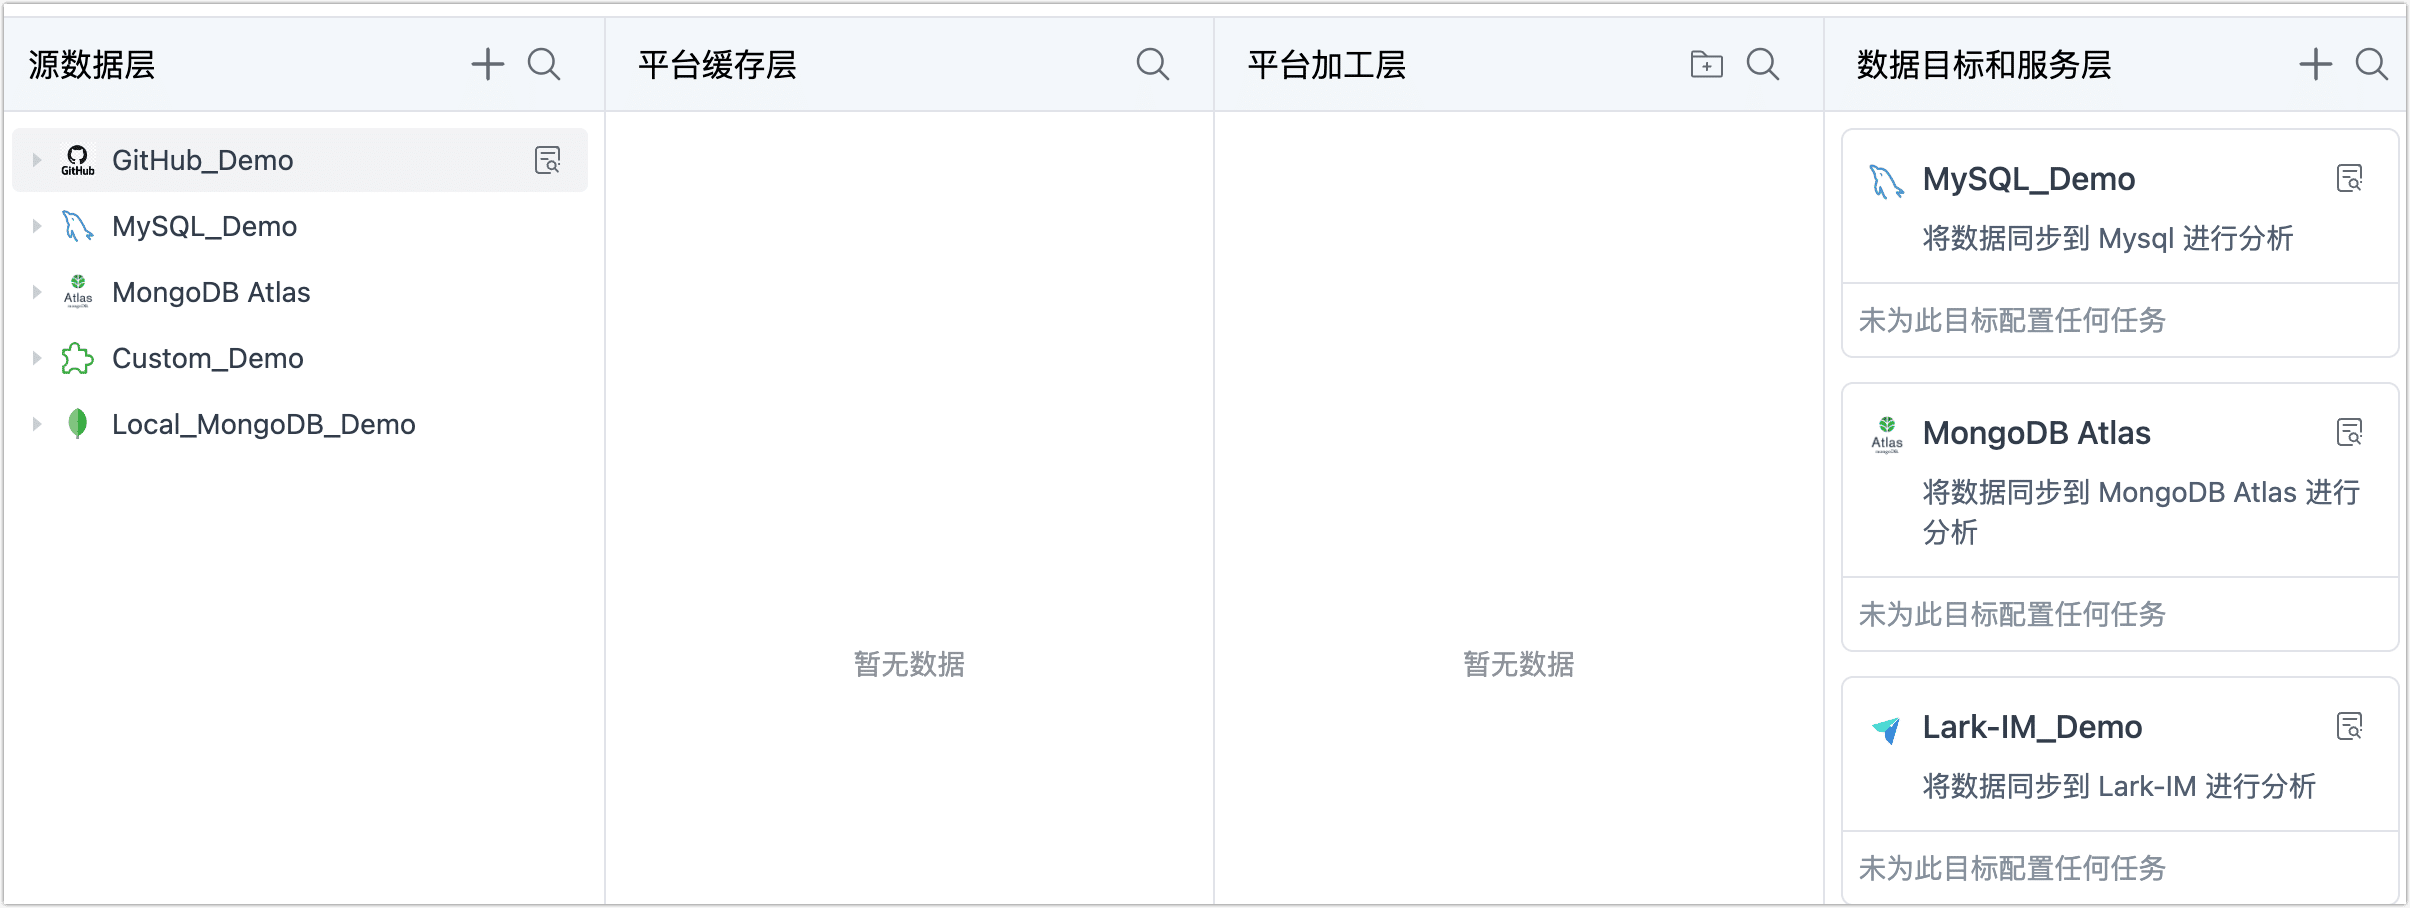 源数据层
GitHub
GitHub_Demo
MySQL_Demo
Atlas
MongoDB Atlas
Custom_Demo
Local_MongoDB_Demo
平台缓存层
暂无数据
平台加工层
暂无数据
数据目标和服务层
MySQL_Demo
将数据同步到 Mysql 进行分析
未为此目标配置任何任务
Atlas
mongoDB
MongoDB Atlas
将数据同步到 MongoDB Atlas 进行
分析
未为此目标配置任何任务
Lark-IM_Demo
将数据同步到 Lark-IM 进行分析
未为此目标配置任何任务